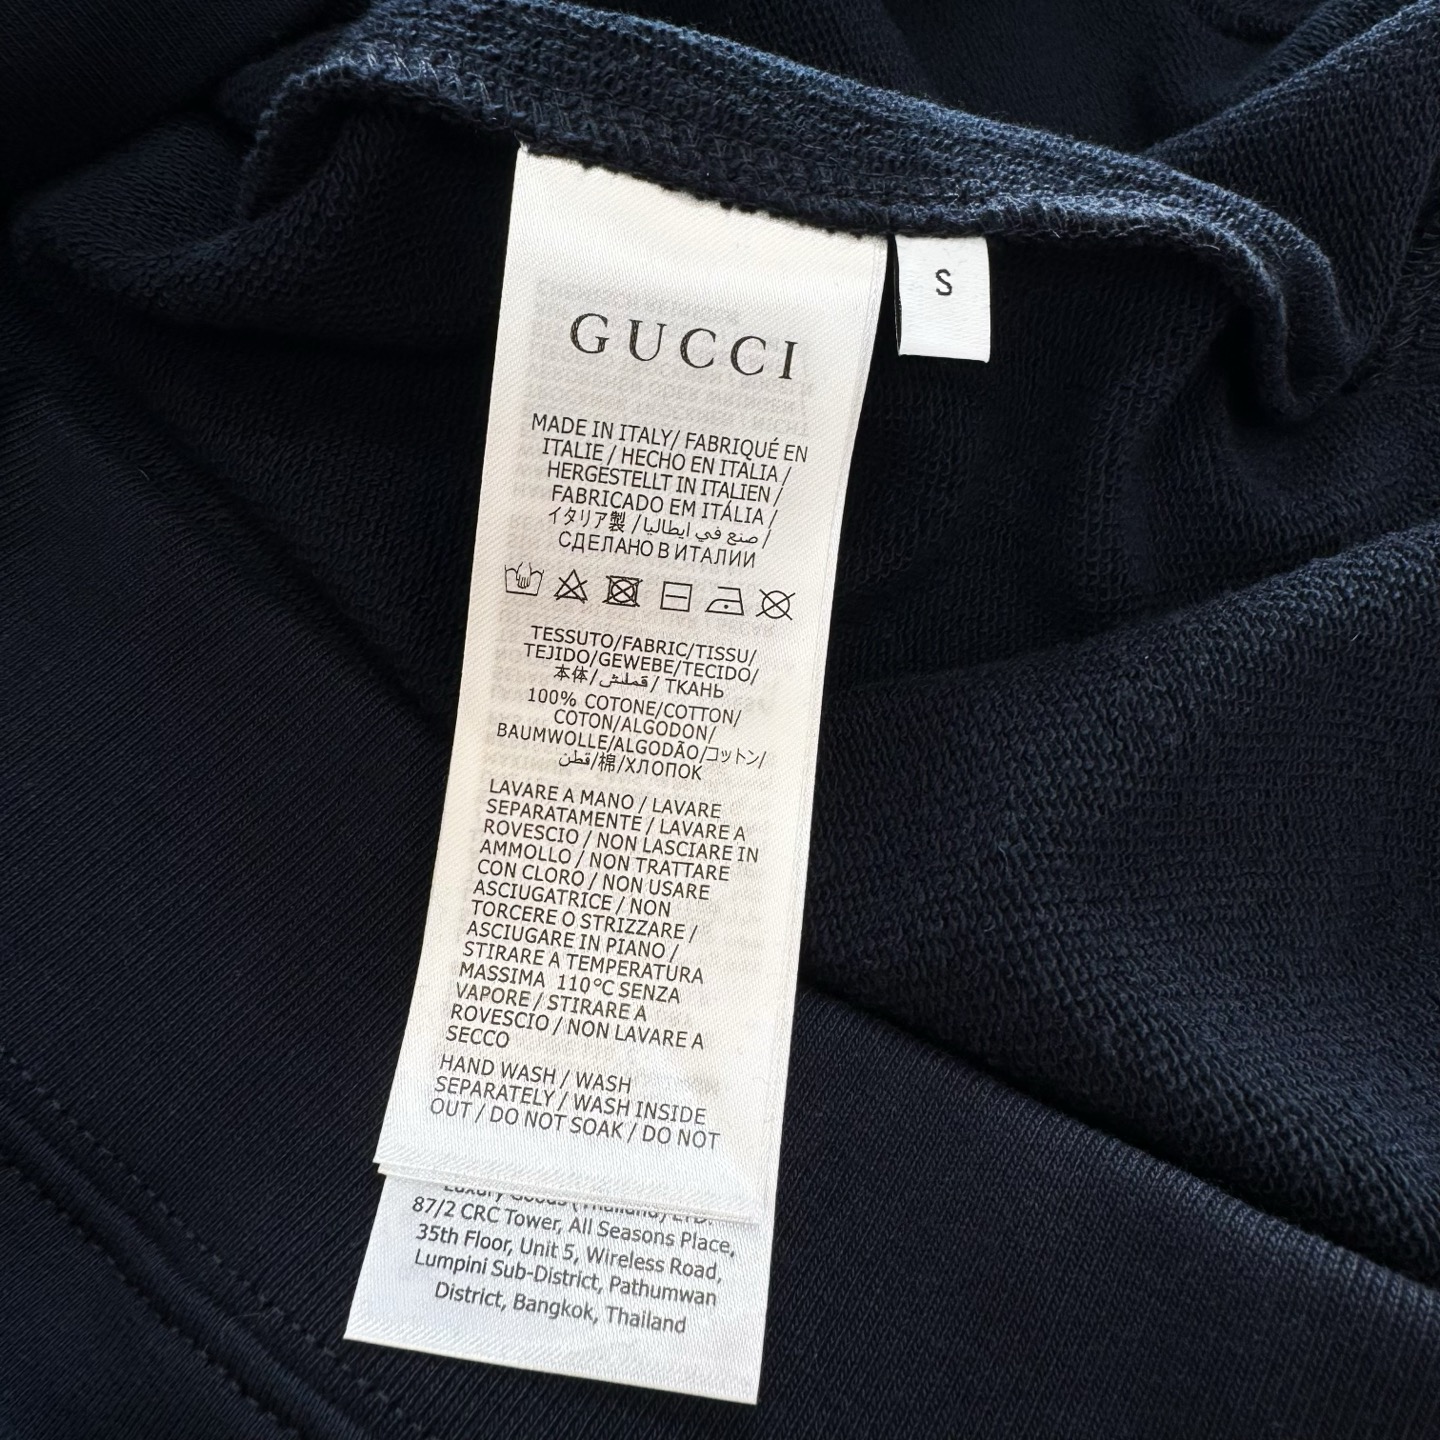 GUCCI
S
MADE IN ITALY/ FABRIQUÉ EN
ITALIE / HECHO EN ITALIA /
HERGESTELLT IN ITALIEN /
FABRICADO EM ITÁLIA /
イタリア製 / صنع في ايطاليا /
СДЕЛАНО В ИТАЛИИ
TESSUTO/FABRIC/TISSU/
TEJIDO/GEWEBE/TECIDO/
本体/قملش/ ТКАНЬ
100% COTONE/COTTON/
COTON/ALGODON/
BAUMWOLLE/ALGODÃO/コットン/
قطن/棉/ХЛОПОК
LAVARE A MANO / LAVARE
SEPARATAMENTE / LAVARE A
ROVESCIO / NON LASCIARE IN
AMMOLLO / NON TRATTARE
CON CLORO / NON USARE
ASCIUGATRICE / NON
TORCERE O STRIZZARE /
ASCIUGARE IN PIANO /
STIRARE A TEMPERATURA
MASSIMA 110°C SENZA
VAPORE / STIRARE A
ROVESCIO / NON LAVARE A
SECCO
HAND WASH / WASH
SEPARATELY / WASH INSIDE
OUT / DO NOT SOAK / DO NOT
Luxury Goods (Thailand) LTD.
87/2 CRC Tower, All Seasons Place,
35th Floor, Unit 5, Wireless Road,
Lumpini Sub-District, Pathumwan
District, Bangkok, Thailand